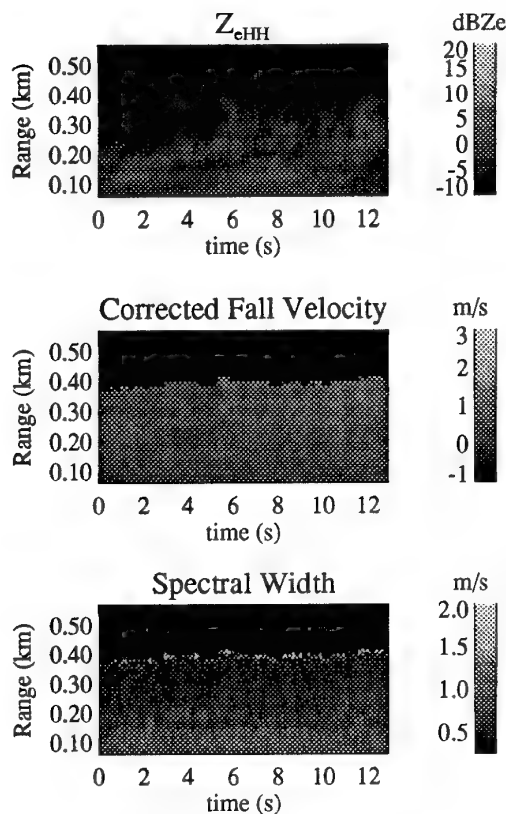 Z_eHH
dBZe
0.50
0.40
0.30
0.20
0.10
Range (km)
0 2 4 6 8 10 12
time (s)
20
15
10
5
0
-5
-10
Corrected Fall Velocity
m/s
0.50
0.40
0.30
0.20
0.10
Range (km)
0 2 4 6 8 10 12
time (s)
3
2
1
0
-1
Spectral Width
m/s
0.50
0.40
0.30
0.20
0.10
Range (km)
0 2 4 6 8 10 12
time (s)
2.0
1.5
1.0
0.5